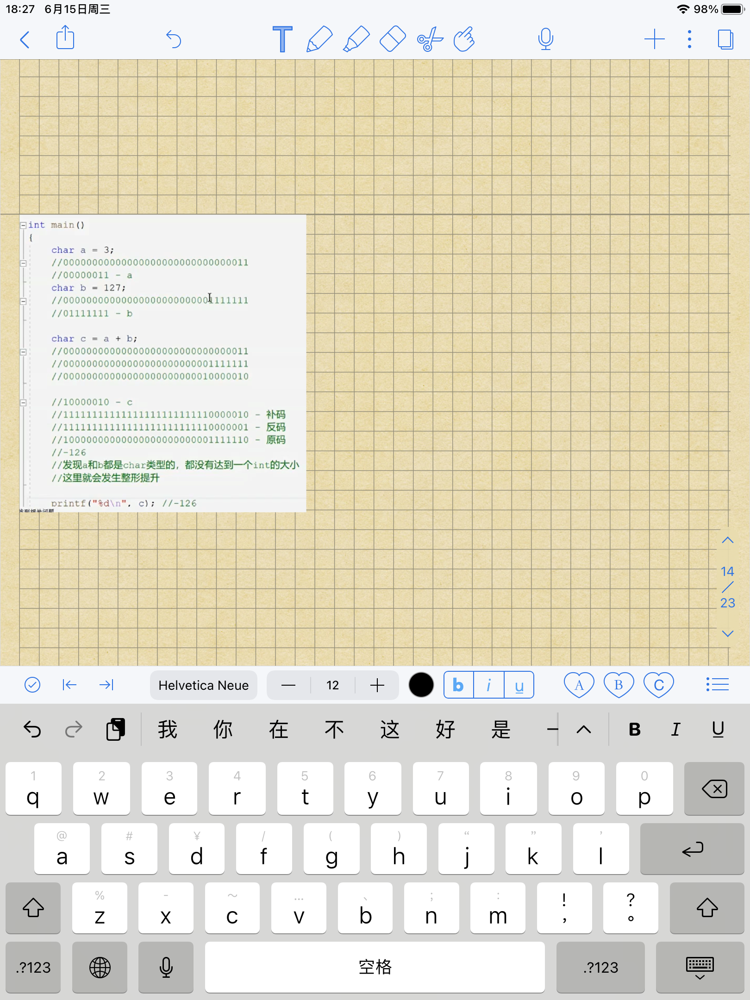 18:27 6月15日周三 98%
int main()
{
char a = 3;
//00000000000000000000000000000011
//00000011 - a
char b = 127;
//00000000000000000000000001111111
//01111111 - b
char c = a + b;
//00000000000000000000000000000011
//00000000000000000000000001111111
//00000000000000000000000010000010
//10000010 - c
//11111111111111111111111110000010 - 补码
//11111111111111111111111110000001 - 反码
//10000000000000000000000001111110 - 原码
//-126
//发现a和b都是char类型的，都没有达到一个int的大小
//这里就会发生整形提升
printf("%d\n", c); //-126
14
/
23
Helvetica Neue — 12 + b i u A B C
我 你 在 不 这 好 是 一 B I U
1 2 3 4 5 6 7 8 9 0
q w e r t y u i o p
@ # ¥ / ( ) “ ” ’
a s d f g h j k l
% - ～ … 、 ; : ! ?
z x c v b n m , 。
.?123 空格 .?123